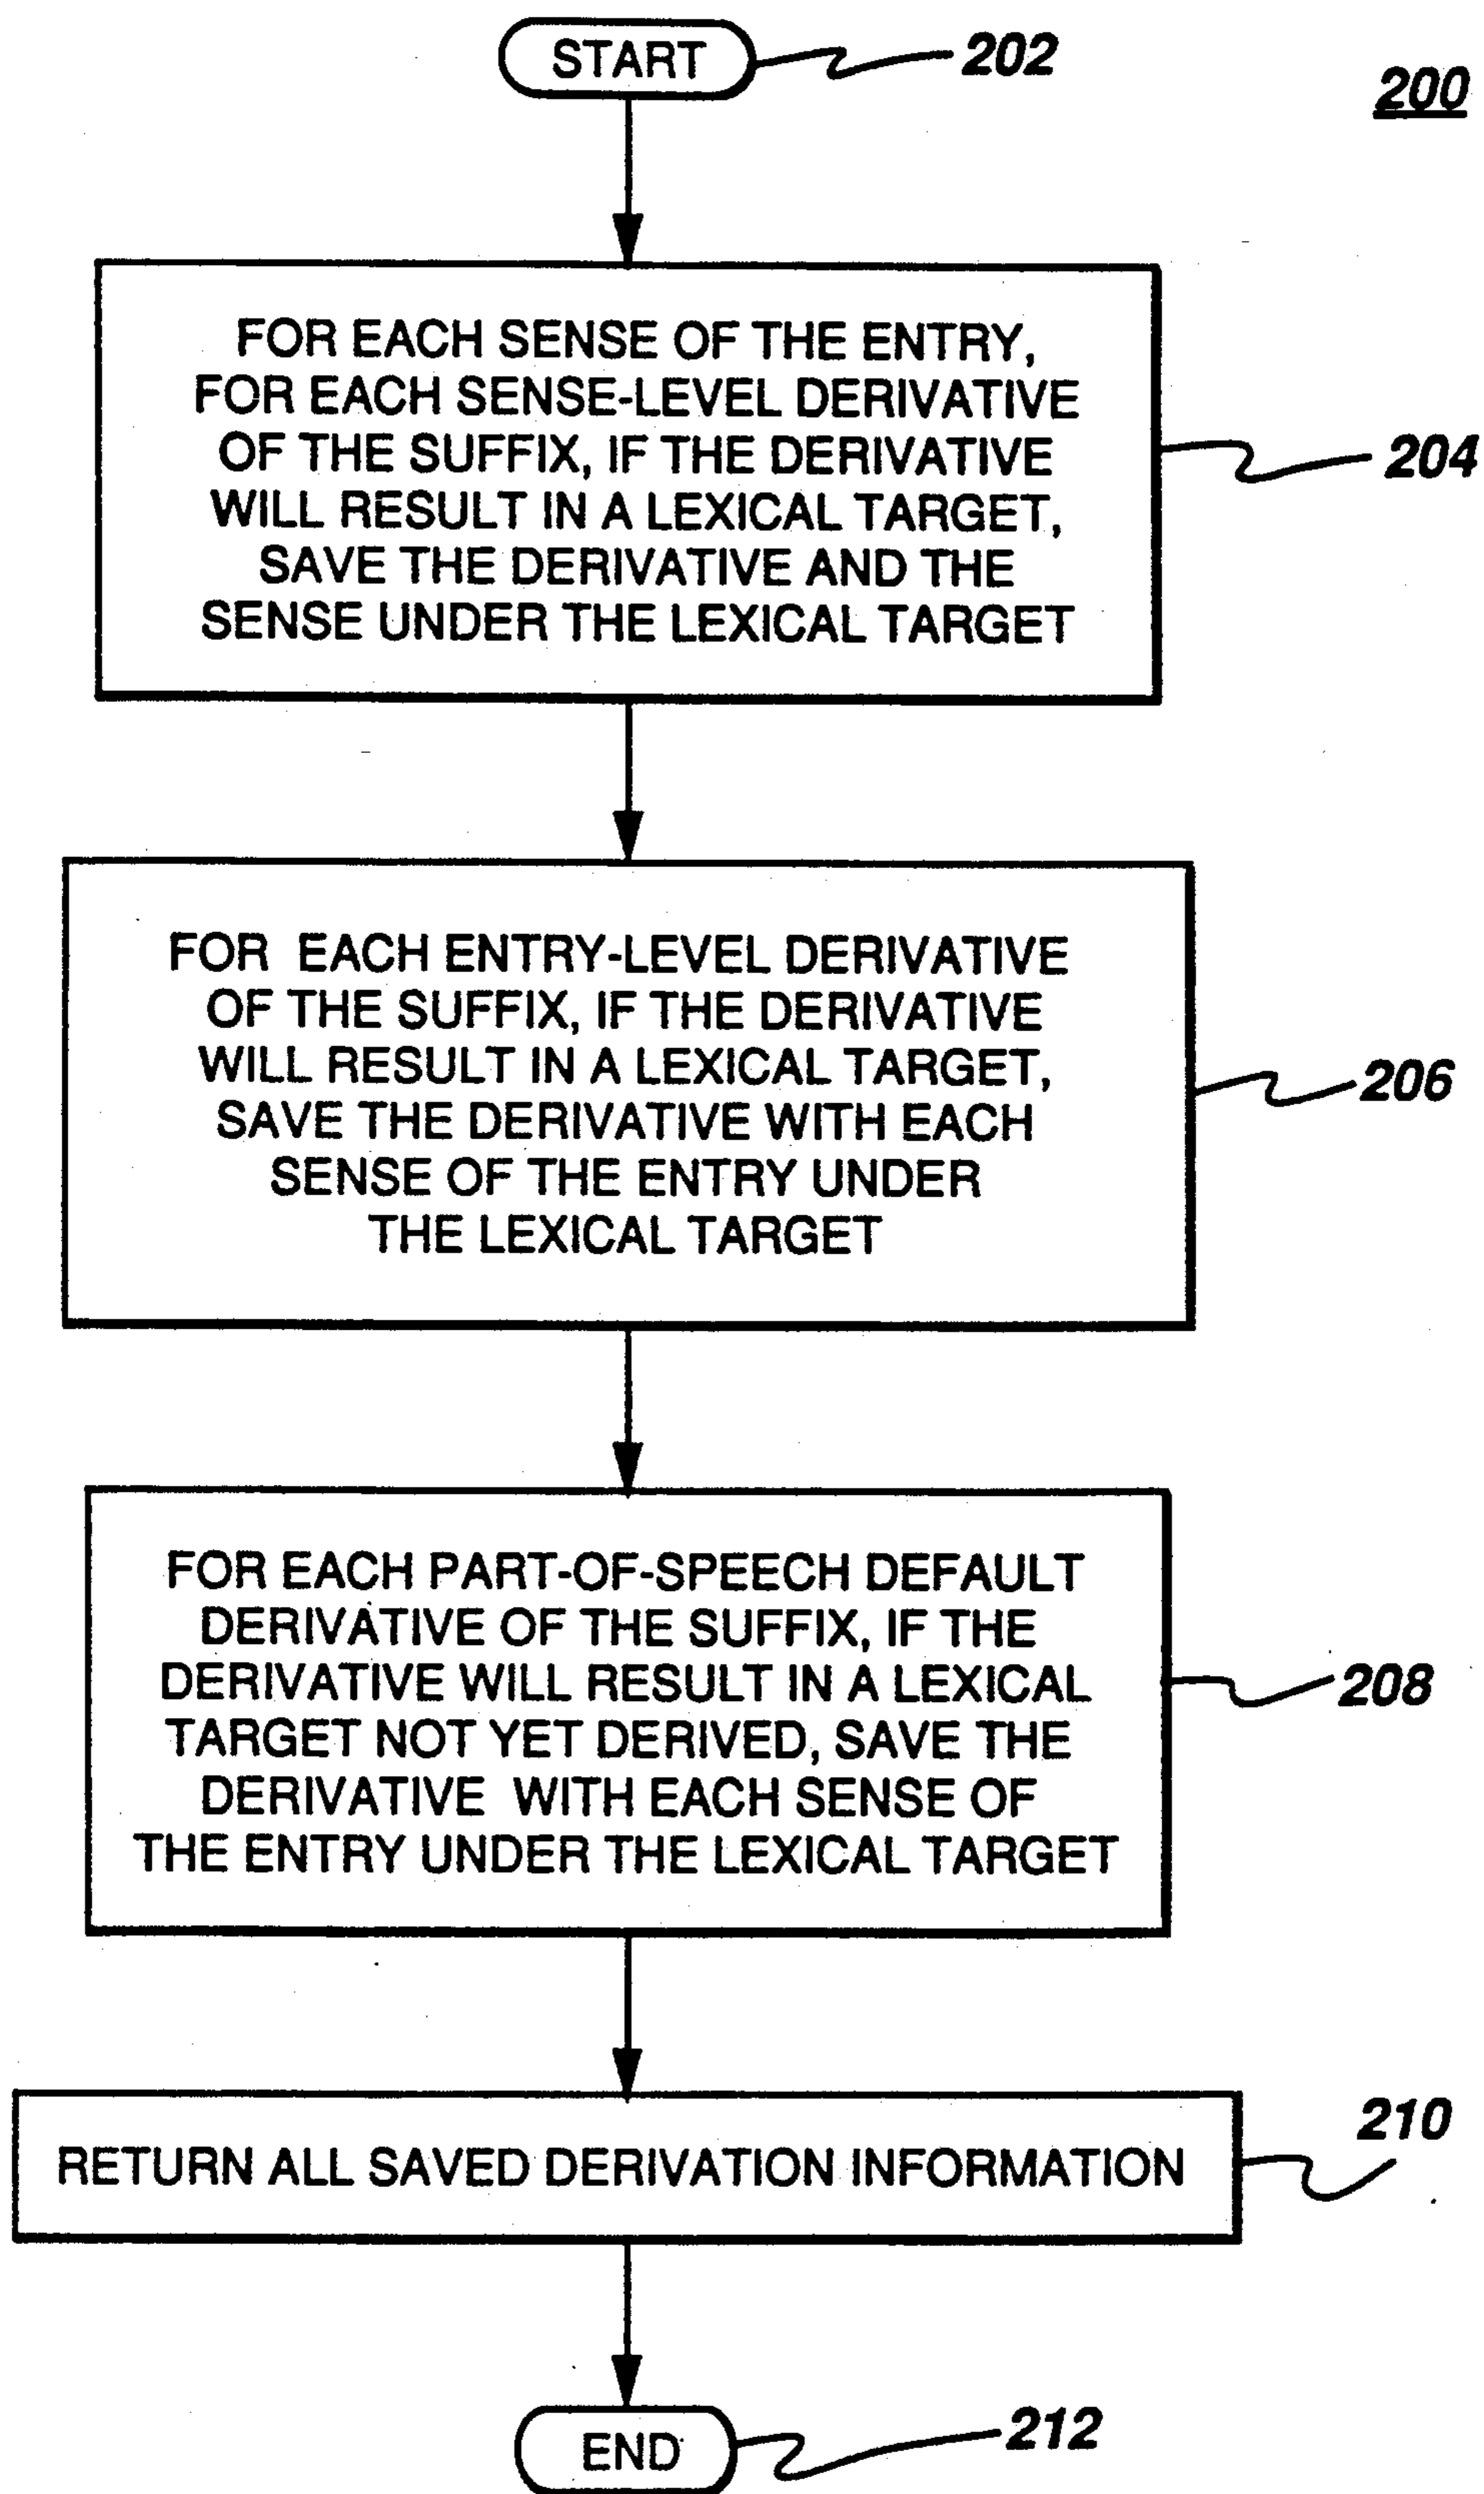 START
202
200
FOR EACH SENSE OF THE ENTRY,
FOR EACH SENSE-LEVEL DERIVATIVE
OF THE SUFFIX, IF THE DERIVATIVE
WILL RESULT IN A LEXICAL TARGET,
SAVE THE DERIVATIVE AND THE
SENSE UNDER THE LEXICAL TARGET
204
FOR EACH ENTRY-LEVEL DERIVATIVE
OF THE SUFFIX, IF THE DERIVATIVE
WILL RESULT IN A LEXICAL TARGET,
SAVE THE DERIVATIVE WITH EACH
SENSE OF THE ENTRY UNDER
THE LEXICAL TARGET
206
FOR EACH PART-OF-SPEECH DEFAULT
DERIVATIVE OF THE SUFFIX, IF THE
DERIVATIVE WILL RESULT IN A LEXICAL
TARGET NOT YET DERIVED, SAVE THE
DERIVATIVE WITH EACH SENSE OF
THE ENTRY UNDER THE LEXICAL TARGET
208
RETURN ALL SAVED DERIVATION INFORMATION
210
END
212